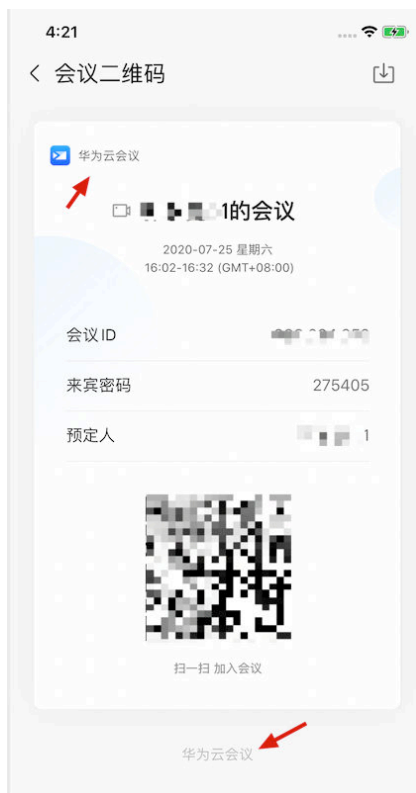 4:21
会议二维码
华为云会议
1的会议
2020-07-25 星期六
16:02-16:32 (GMT+08:00)
会议ID
来宾密码 275405
预定人 1
扫一扫 加入会议
华为云会议